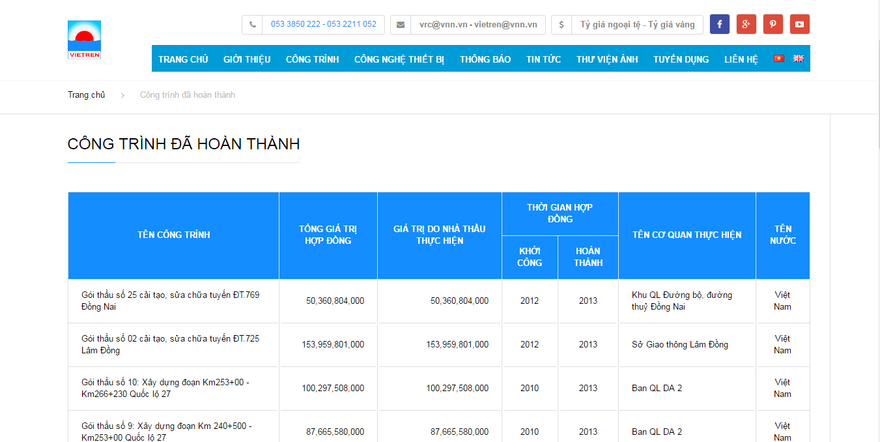 053 3850 222 - 053 2211 052
vrc@vnn.vn - vietren@vnn.vn
$ Tỷ giá ngoại tệ - Tỷ giá vàng
f G+
VIETREN
TRANG CHỦ GIỚI THIỆU CÔNG TRÌNH CÔNG NGHỆ THIẾT BỊ THÔNG BÁO TIN TỨC THƯ VIỆN ẢNH TUYỂN DỤNG LIÊN HỆ
Trang chủ > Công trình đã hoàn thành
CÔNG TRÌNH ĐÃ HOÀN THÀNH
TÊN CÔNG TRÌNH
TỔNG GIÁ TRỊ
HỢP ĐỒNG
GIÁ TRỊ DO NHÀ THẦU
THỰC HIỆN
THỜI GIAN HỢP
ĐỒNG
KHỞI
CÔNG
HOÀN
THÀNH
TÊN CƠ QUAN THỰC HIỆN
TÊN
NƯỚC
Gói thầu số 25 cải tạo, sửa chữa tuyến ĐT.769
Đồng Nai
50,360,804,000
50,360,804,000
2012
2013
Khu QL Đường bộ, đường
thuỷ Đồng Nai
Việt
Nam
Gói thầu số 02 cải tạo, sửa chữa tuyến ĐT.725
Lâm Đồng
153,959,801,000
153,959,801,000
2012
2013
Sở Giao thông Lâm Đồng
Việt
Nam
Gói thầu số 10: Xây dựng đoạn Km253+00 -
Km266+230 Quốc lộ 27
100,297,508,000
100,297,508,000
2010
2013
Ban QL DA 2
Việt
Nam
Gói thầu số 9: Xây dựng đoạn Km 240+500 -
Km253+00 Quốc lộ 27
87,665,580,000
87,665,580,000
2010
2013
Ban QL DA 2
Việt
Nam